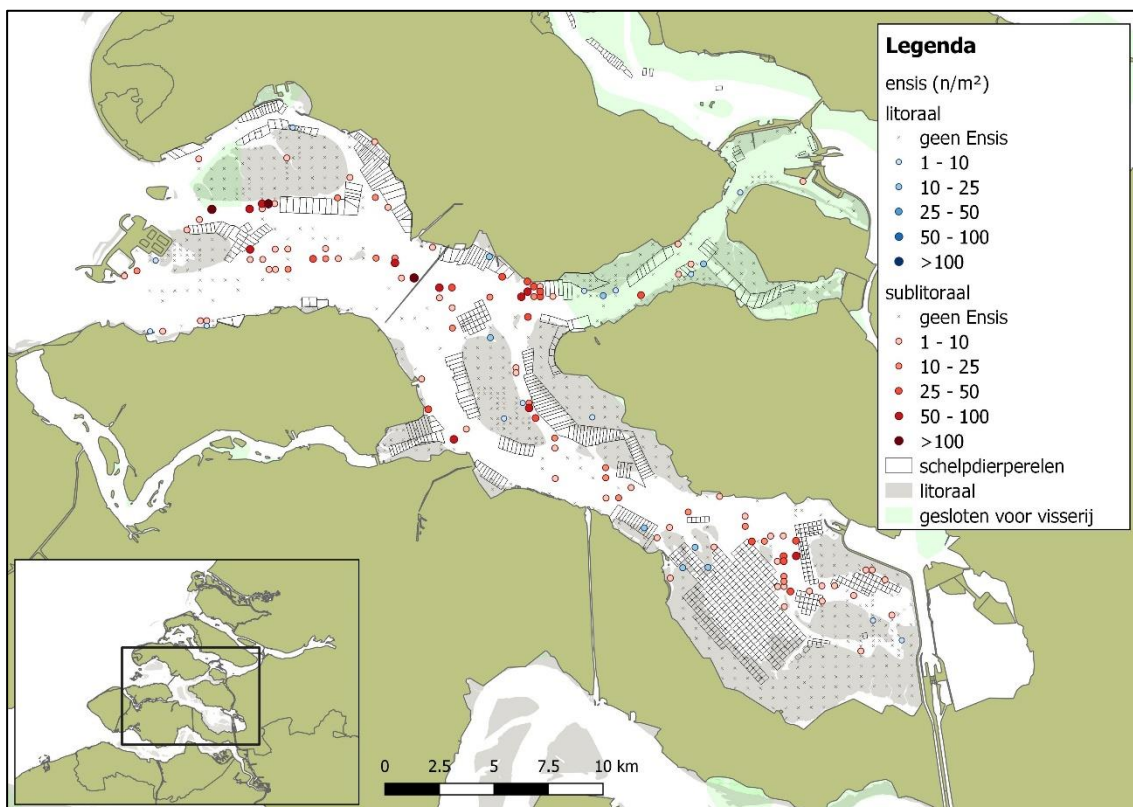 Legenda
ensis (n/m²)
litoraal
geen Ensis
1 - 10
10 - 25
25 - 50
50 - 100
>100
sublitoraal
geen Ensis
1 - 10
10 - 25
25 - 50
50 - 100
>100
schelpdierperelen
litoraal
gesloten voor visserij
0 2.5 5 7.5 10 km